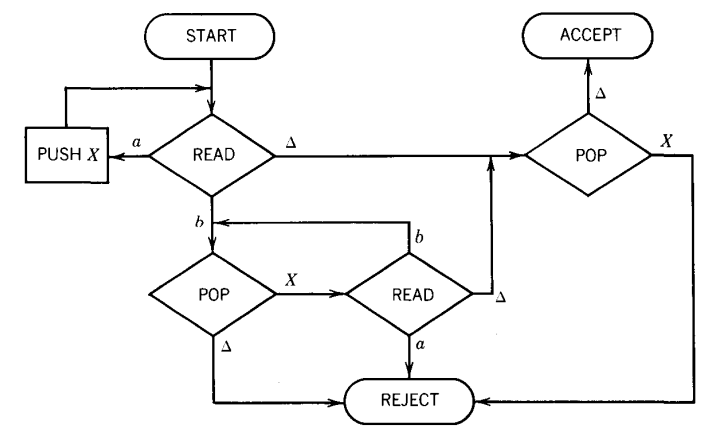 START
ACCEPT
Δ
a
PUSH X
READ
Δ
POP
X
b
b
POP
X
READ
Δ
Δ
a
REJECT